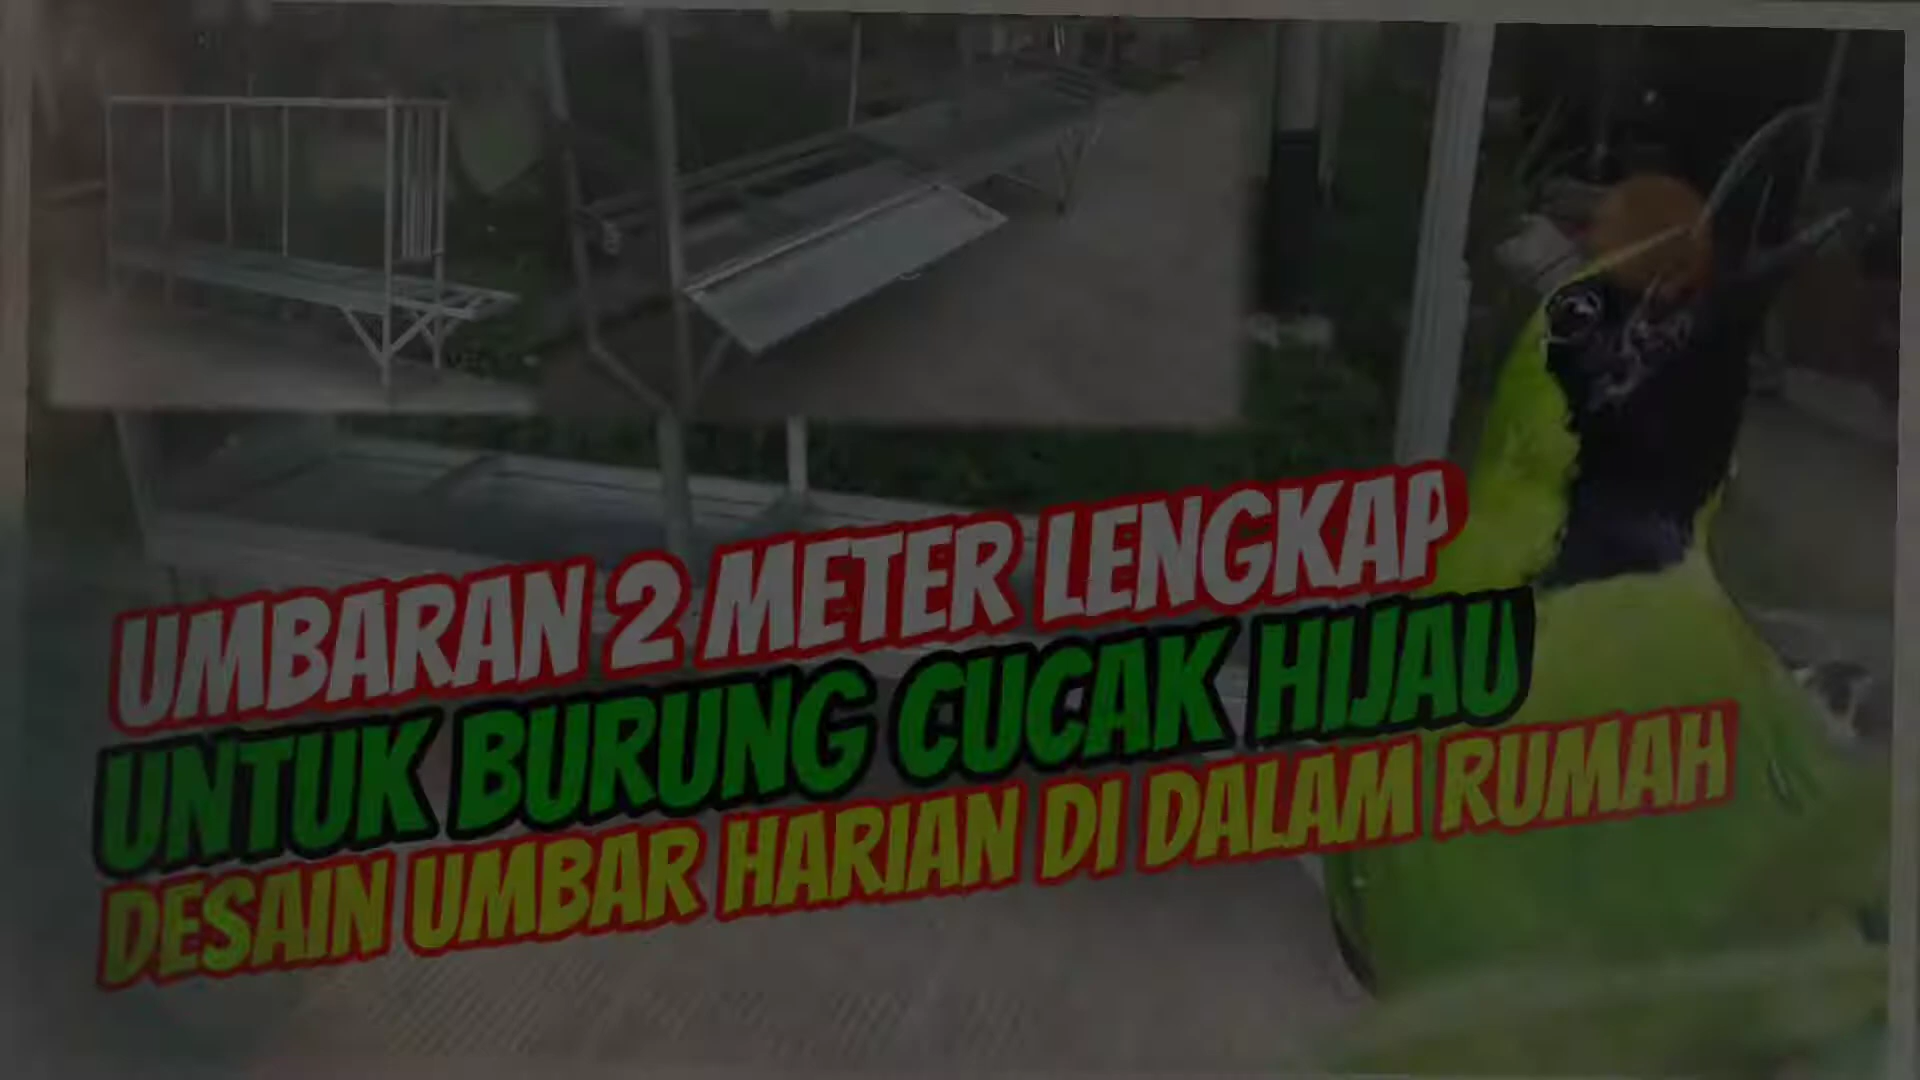 UMBARAN 2 METER LENGKAP
UNTUK BURUNG CUCAK HIJAU
DESAIN UMBAR HARIAN DI DALAM RUMAH